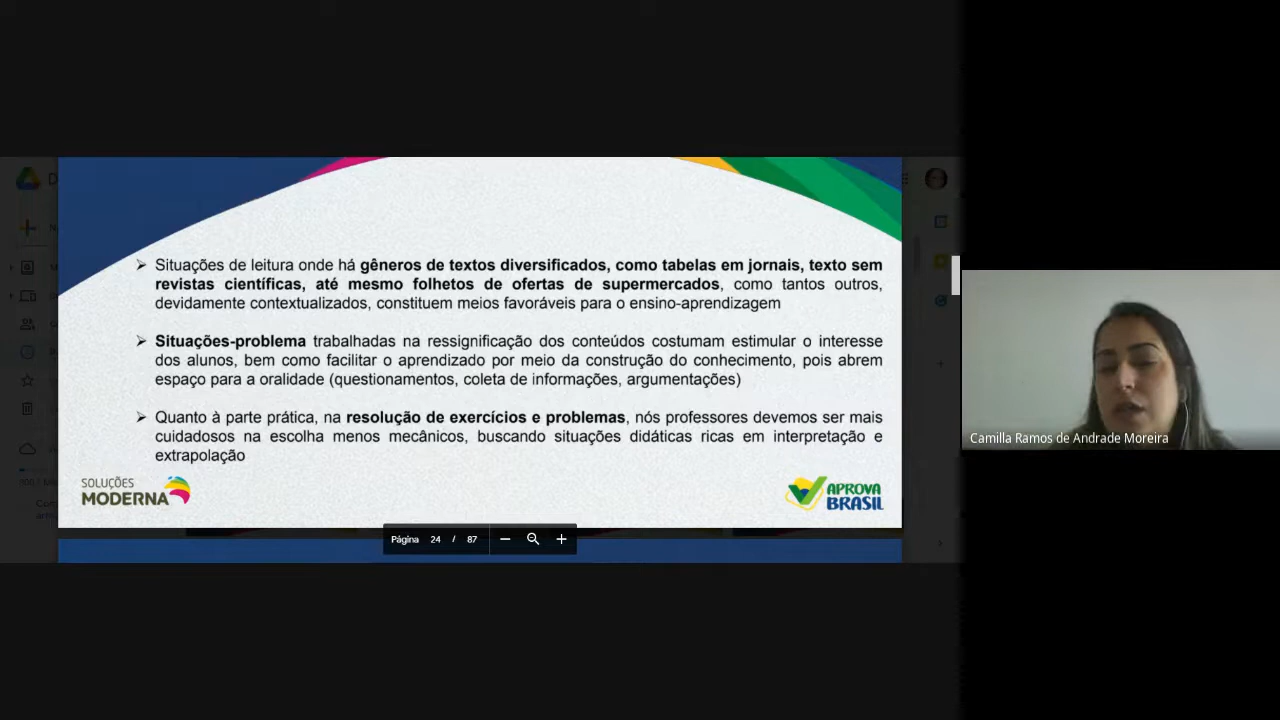 Situações de leitura onde há gêneros de textos diversificados, como tabelas em jornais, texto sem
revistas científicas, até mesmo folhetos de ofertas de supermercados, como tantos outros,
devidamente contextualizados, constituem meios favoráveis para o ensino-aprendizagem
Situações-problema trabalhadas na ressignificação dos conteúdos costumam estimular o interesse
dos alunos, bem como facilitar o aprendizado por meio da construção do conhecimento, pois abrem
espaço para a oralidade (questionamentos, coleta de informações, argumentações)
Quanto à parte prática, na resolução de exercícios e problemas, nós professores devemos ser mais
cuidadosos na escolha menos mecânicos, buscando situações didáticas ricas em interpretação e
extrapolação
SOLUÇÕES
MODERNA
APROVA
BRASIL
Página 24 / 87
Camilla Ramos de Andrade Moreira